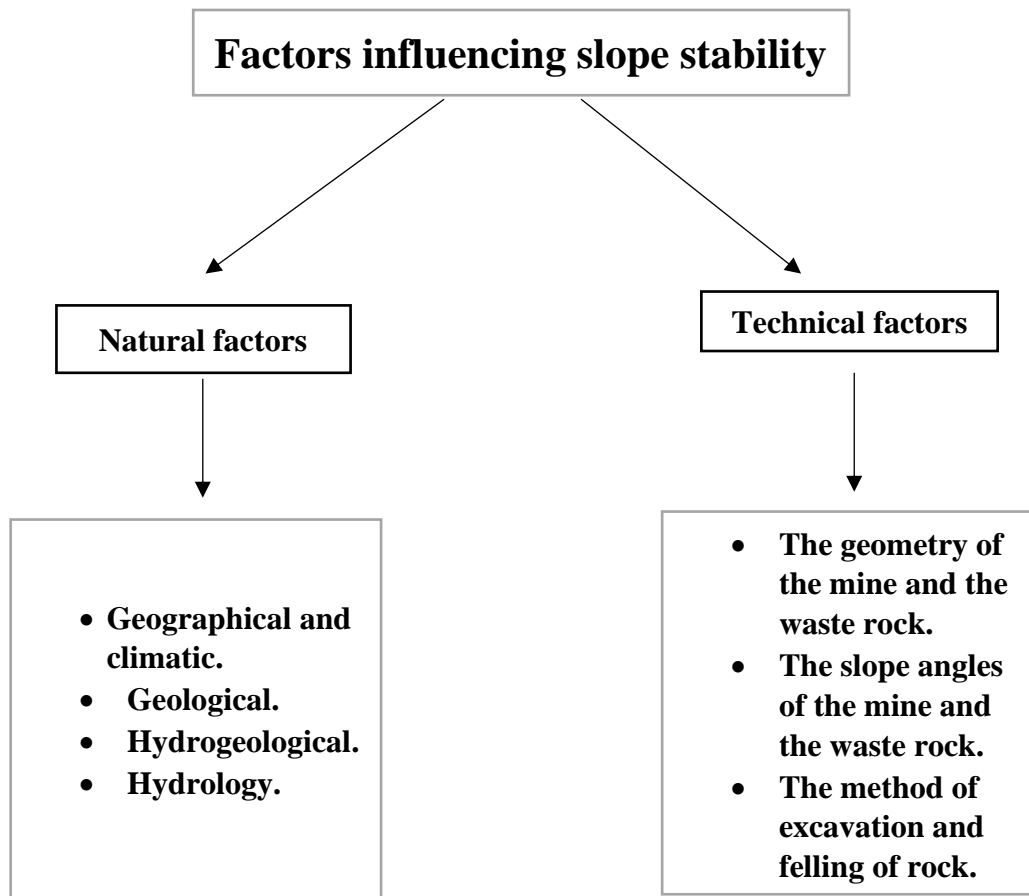 Factors influencing slope stability
Natural factors
Technical factors
• Geographical and
climatic.
• Geological.
• Hydrogeological.
• Hydrology.
• The geometry of
the mine and the
waste rock.
• The slope angles
of the mine and
the waste rock.
• The method of
excavation and
felling of rock.